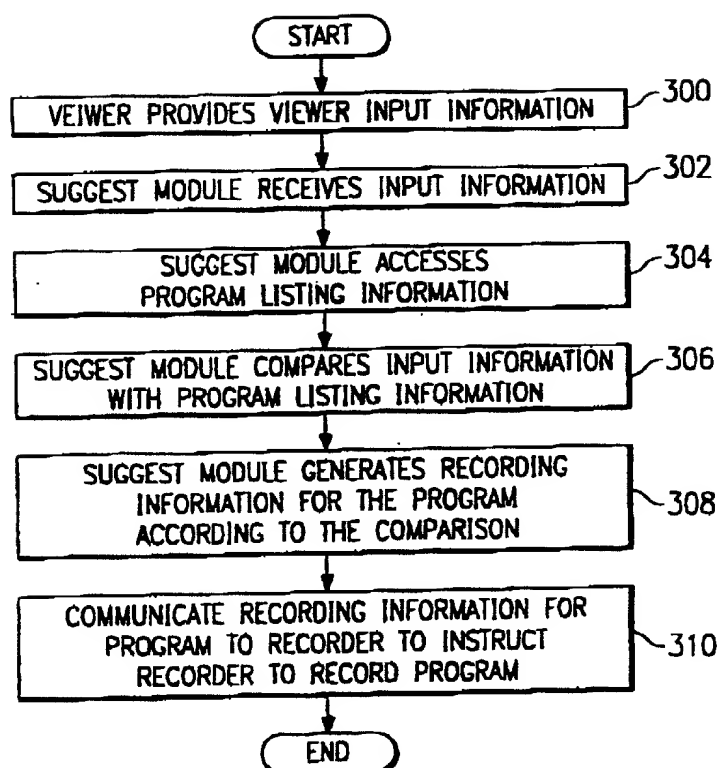 START
VEIWER PROVIDES VIEWER INPUT INFORMATION
300
SUGGEST MODULE RECEIVES INPUT INFORMATION
302
SUGGEST MODULE ACCESSES
PROGRAM LISTING INFORMATION
304
SUGGEST MODULE COMPARES INPUT INFORMATION
WITH PROGRAM LISTING INFORMATION
306
SUGGEST MODULE GENERATES RECORDING
INFORMATION FOR THE PROGRAM
ACCORDING TO THE COMPARISON
308
COMMUNICATE RECORDING INFORMATION FOR
PROGRAM TO RECORDER TO INSTRUCT
RECORDER TO RECORD PROGRAM
310
END